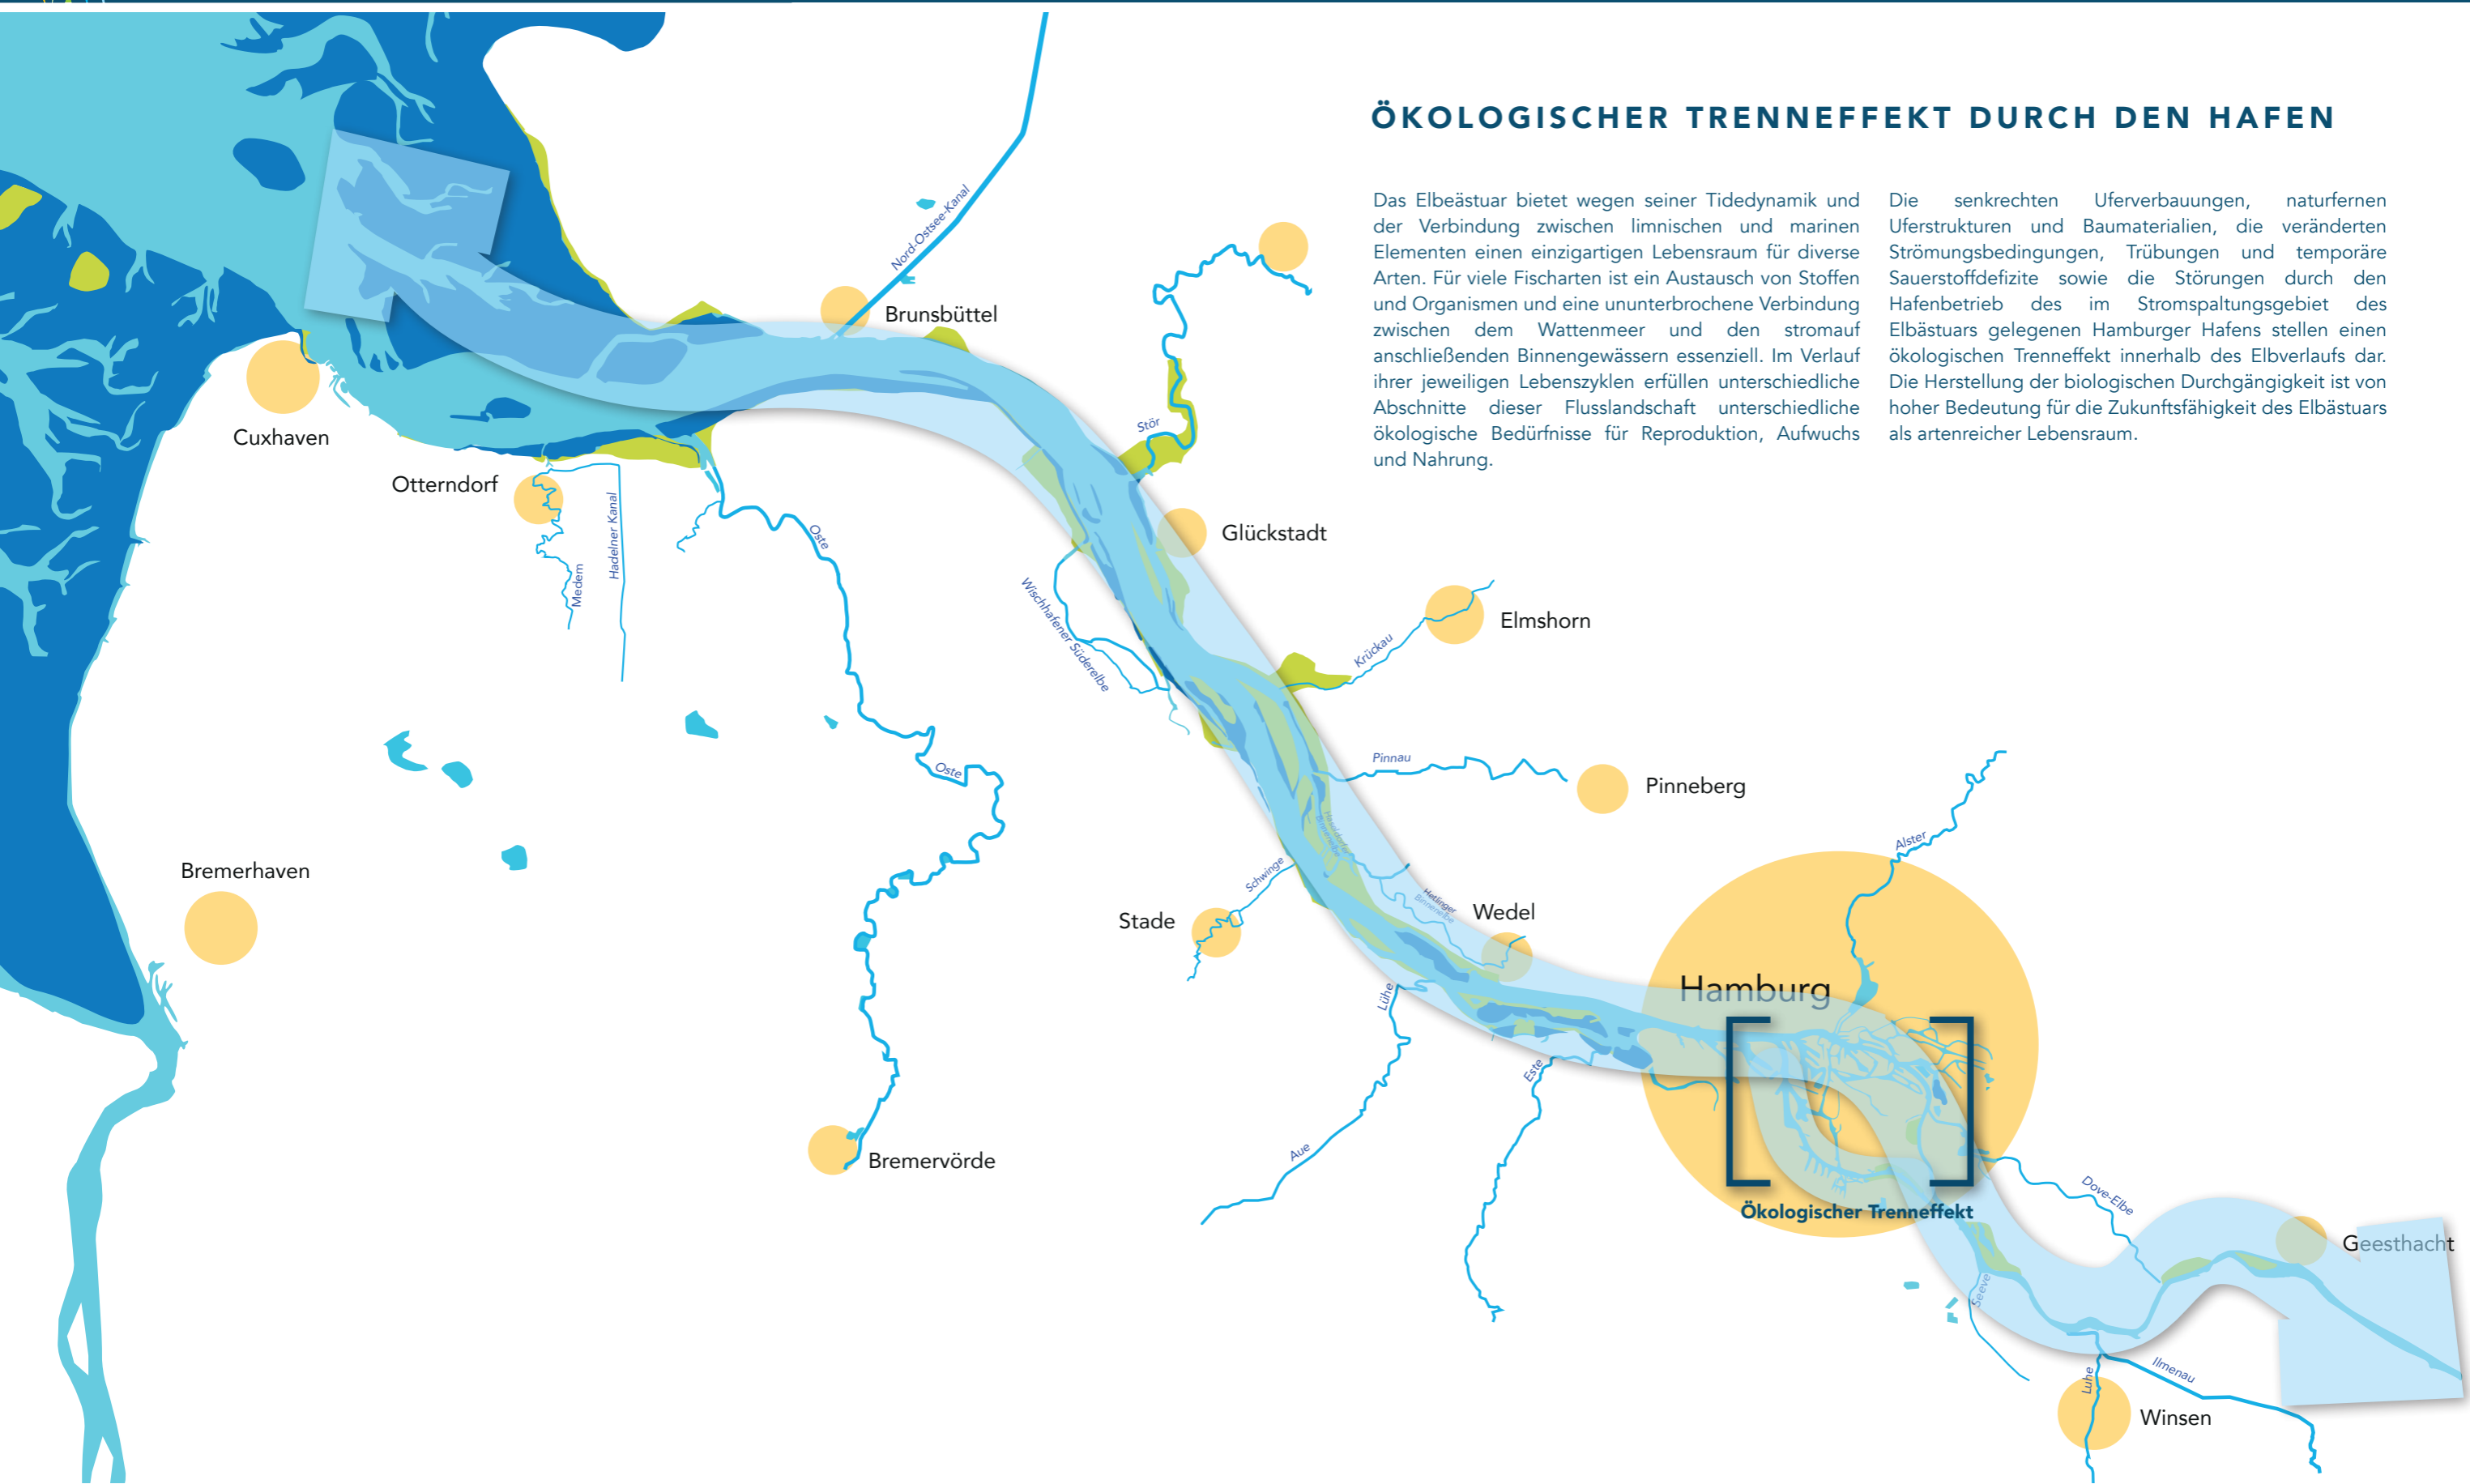 ÖKOLOGISCHER TRENNEFFEKT DURCH DEN HAFEN
Das Elbeästuar bietet wegen seiner Tidedynamik und
der Verbindung zwischen limnischen und marinen
Elementen einen einzigartigen Lebensraum für diverse
Arten. Für viele Fischarten ist ein Austausch von Stoffen
und Organismen und eine ununterbrochene Verbindung
zwischen dem Wattenmeer und den stromauf
anschließenden Binnengewässern essenziell. Im Verlauf
ihrer jeweiligen Lebenszyklen erfüllen unterschiedliche
Abschnitte dieser Flusslandschaft unterschiedliche
ökologische Bedürfnisse für Reproduktion, Aufwuchs
und Nahrung.
Die senkrechten Uferverbauungen, naturfernen
Uferstrukturen und Baumaterialien, die veränderten
Strömungsbedingungen, Trübungen und temporäre
Sauerstoffdefizite sowie die Störungen durch den
Hafenbetrieb des im Stromspaltungsgebiet des
Elbästuars gelegenen Hamburger Hafens stellen einen
ökologischen Trenneffekt innerhalb des Elbverlaufs dar.
Die Herstellung der biologischen Durchgängigkeit ist von
hoher Bedeutung für die Zukunftsfähigkeit des Elbästuars
als artenreicher Lebensraum.
Nord-Ostsee-Kanal
Brunsbüttel
Cuxhaven
Stör
Otterndorf
Hadelner Kanal
Medem
Oste
Glückstadt
Wischhafener Süderelbe
Elmshorn
Krückau
Oste
Pinnau
Pinneberg
Binnenelbe
Alster
Bremerhaven
Schwinge
Hetlinger
Binnenelbe
Wedel
Stade
Hamburg
Lühe
Este
Aue
Bremervörde
Ökologischer Trenneffekt
Dove-Elbe
Geesthacht
Seeve
Luhe
Ilmenau
Winsen